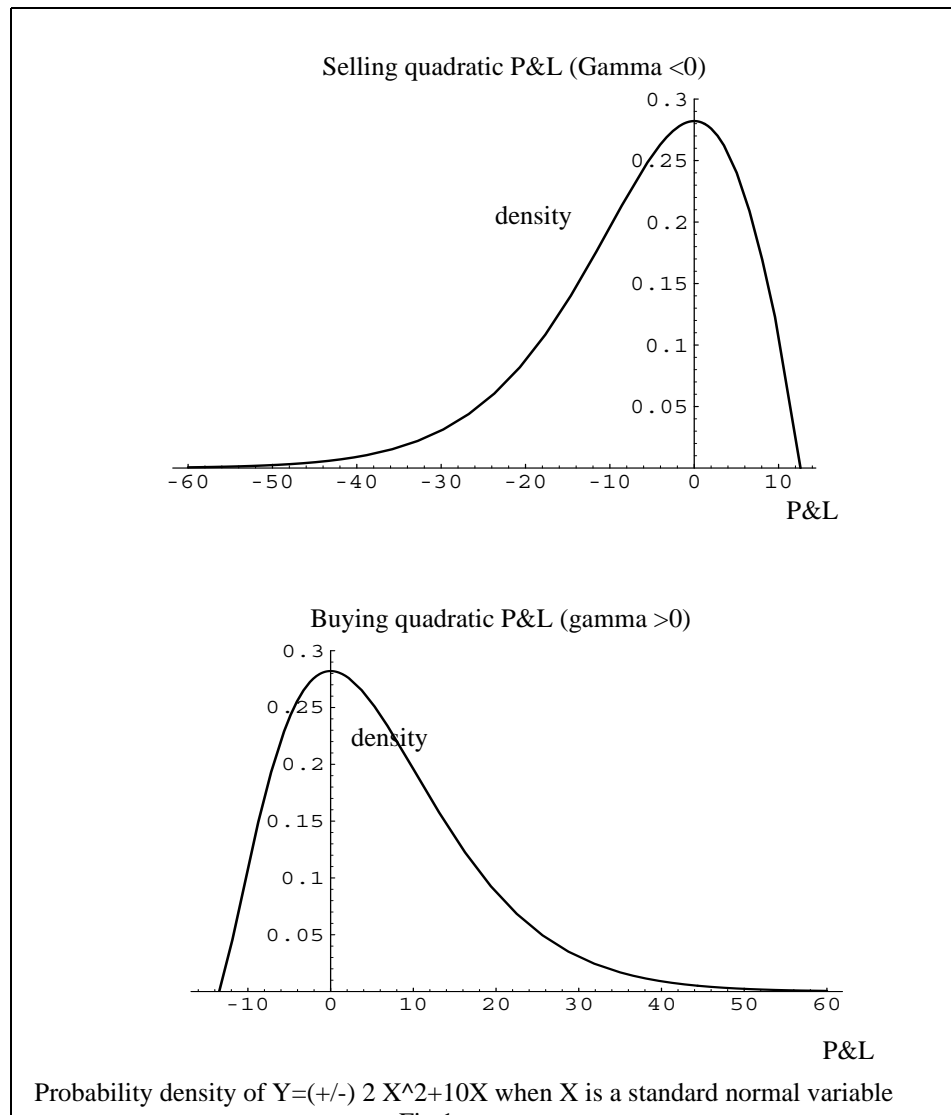 Selling quadratic P&L (Gamma <0)
0.3
0.25
density
0.2
0.15
0.1
0.05
-60 -50 -40 -30 -20 -10 0 10
P&L
Buying quadratic P&L (gamma >0)
0.3
0.25
density
0.2
0.15
0.1
0.05
-10 0 10 20 30 40 50 60
P&L
Probability density of Y=(+/-) 2 X^2+10X when X is a standard normal variable